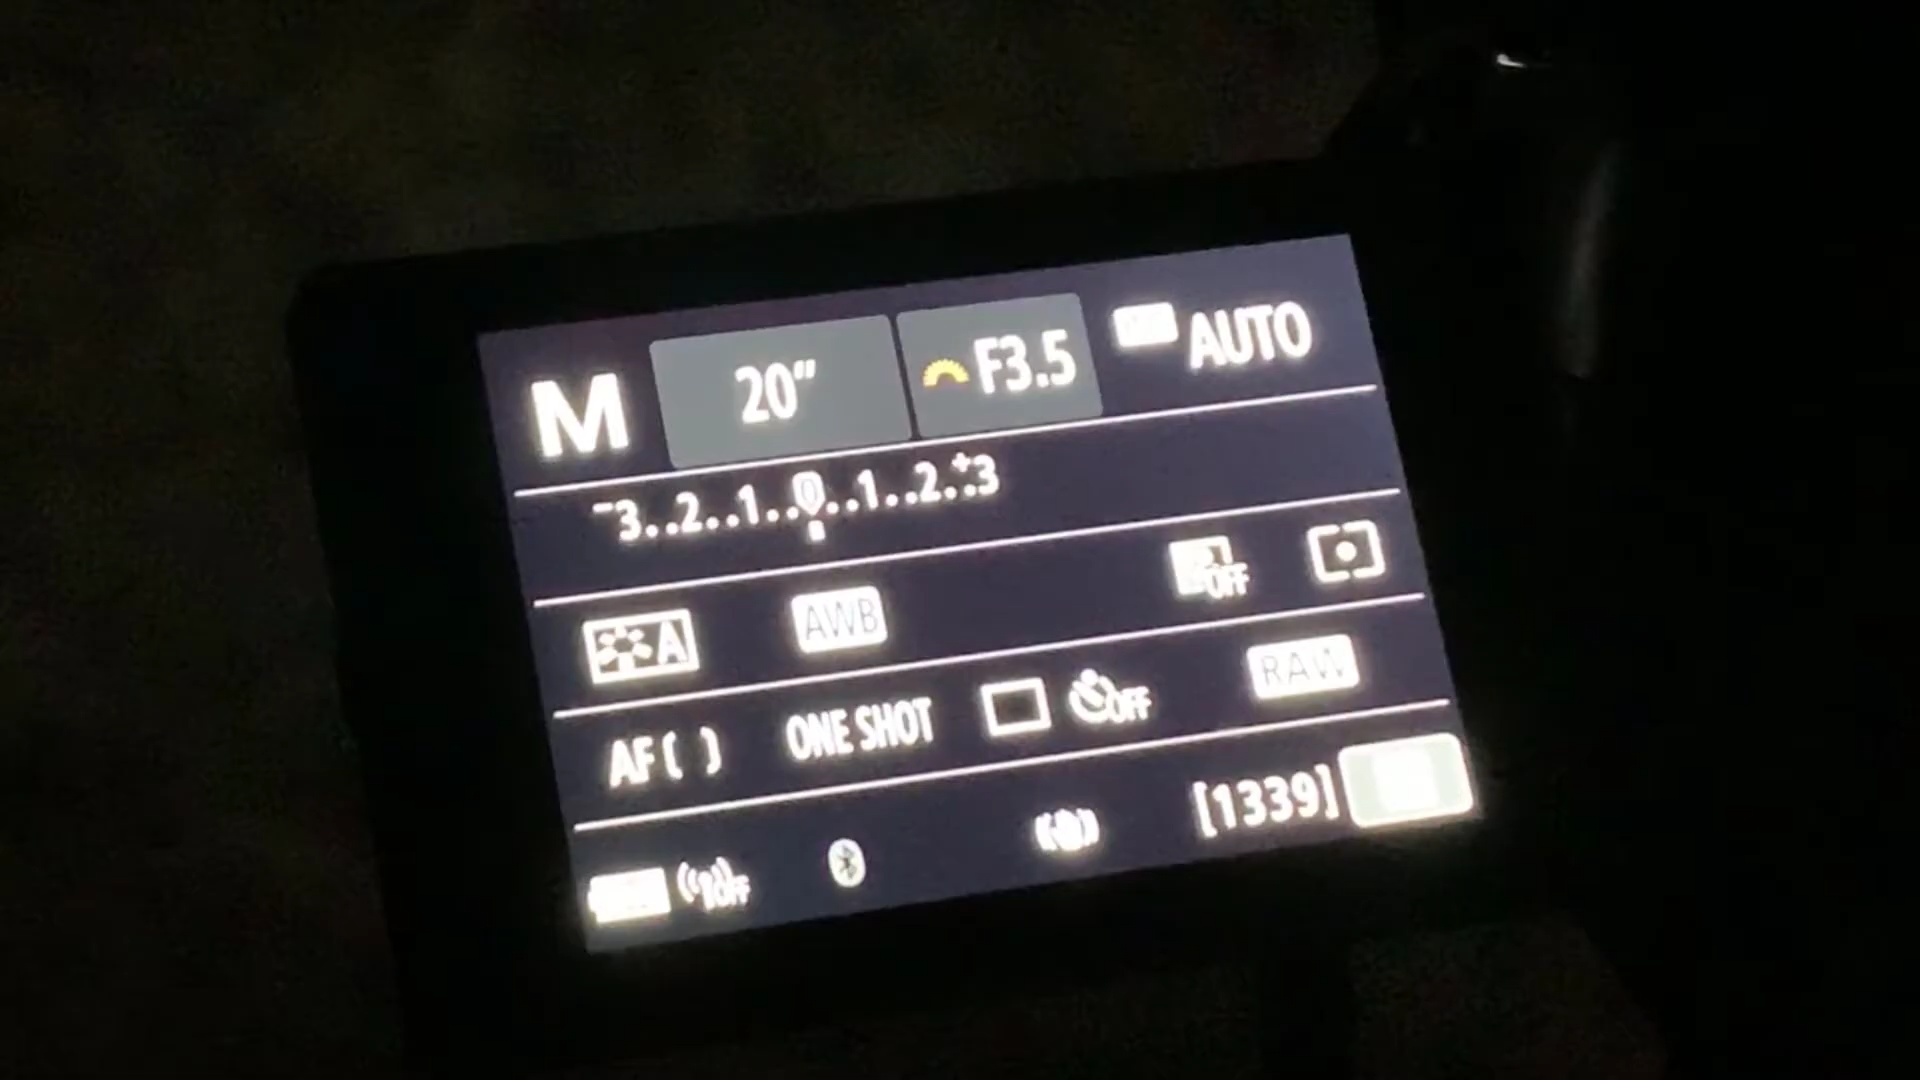 M 20" F3.5 ISO AUTO
-3..2..1..0..1..2.+3
A AWB OFF
AF( ) ONE SHOT OFF RAW
OFF [1339]